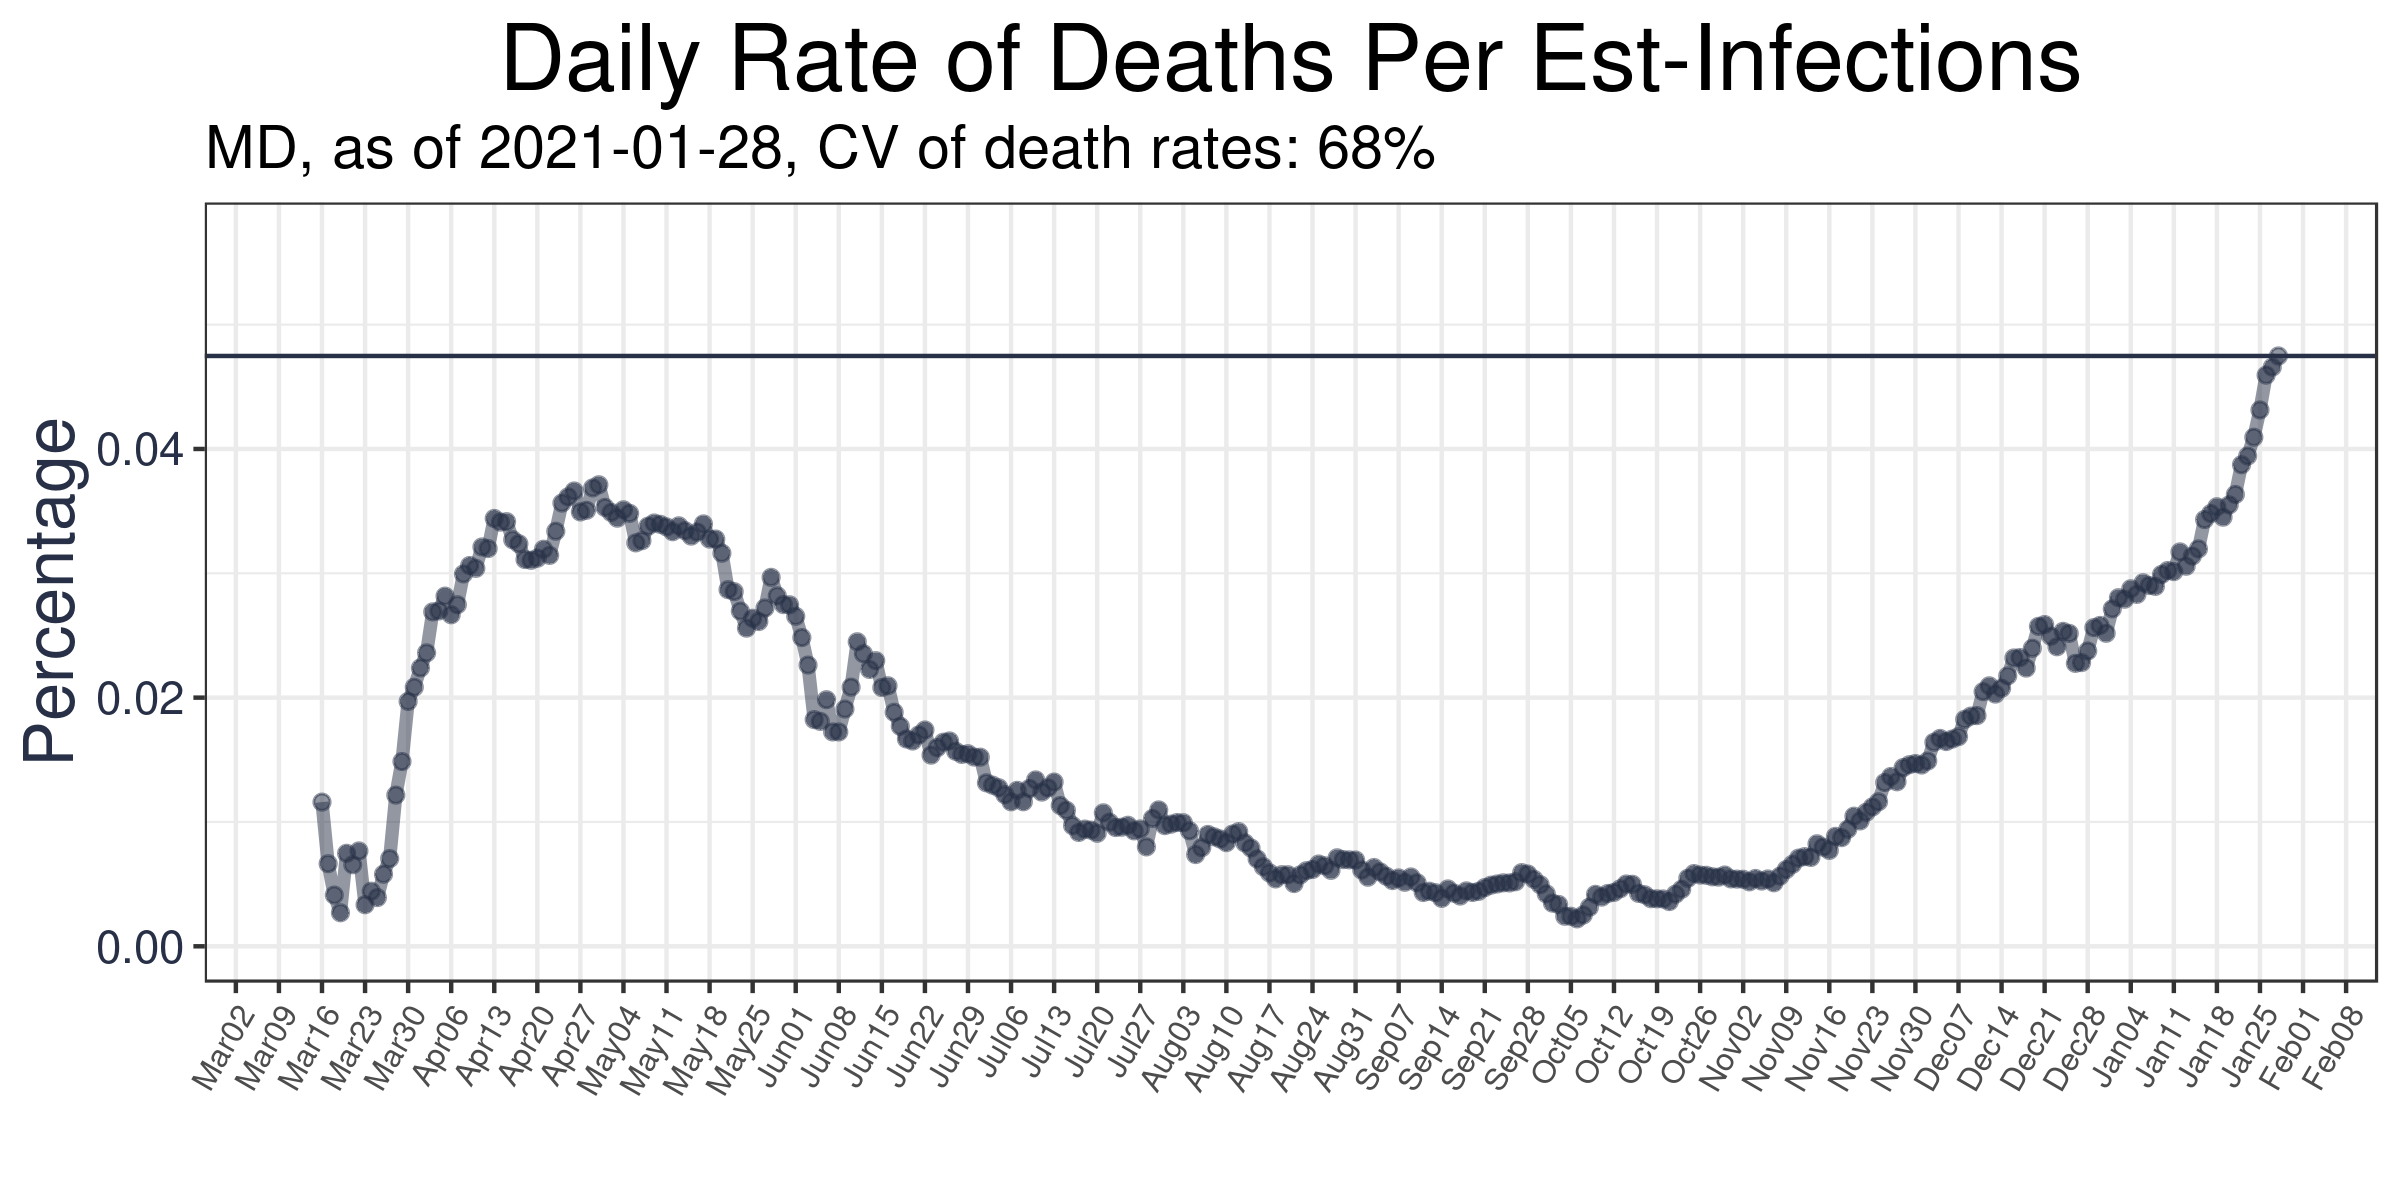 Daily Rate of Deaths Per Est-Infections
MD, as of 2021-01-28, CV of death rates: 68%
Percentage
0.04
0.02
0.00
Mar02
Mar09
Mar16
Mar23
Mar30
Apr06
Apr13
Apr20
Apr27
May04
May11
May18
May25
Jun01
Jun08
Jun15
Jun22
Jun29
Jul06
Jul13
Jul20
Jul27
Aug03
Aug10
Aug17
Aug24
Aug31
Sep07
Sep14
Sep21
Sep28
Oct05
Oct12
Oct19
Oct26
Nov02
Nov09
Nov16
Nov23
Nov30
Dec07
Dec14
Dec21
Dec28
Jan04
Jan11
Jan18
Jan25
Feb01
Feb08